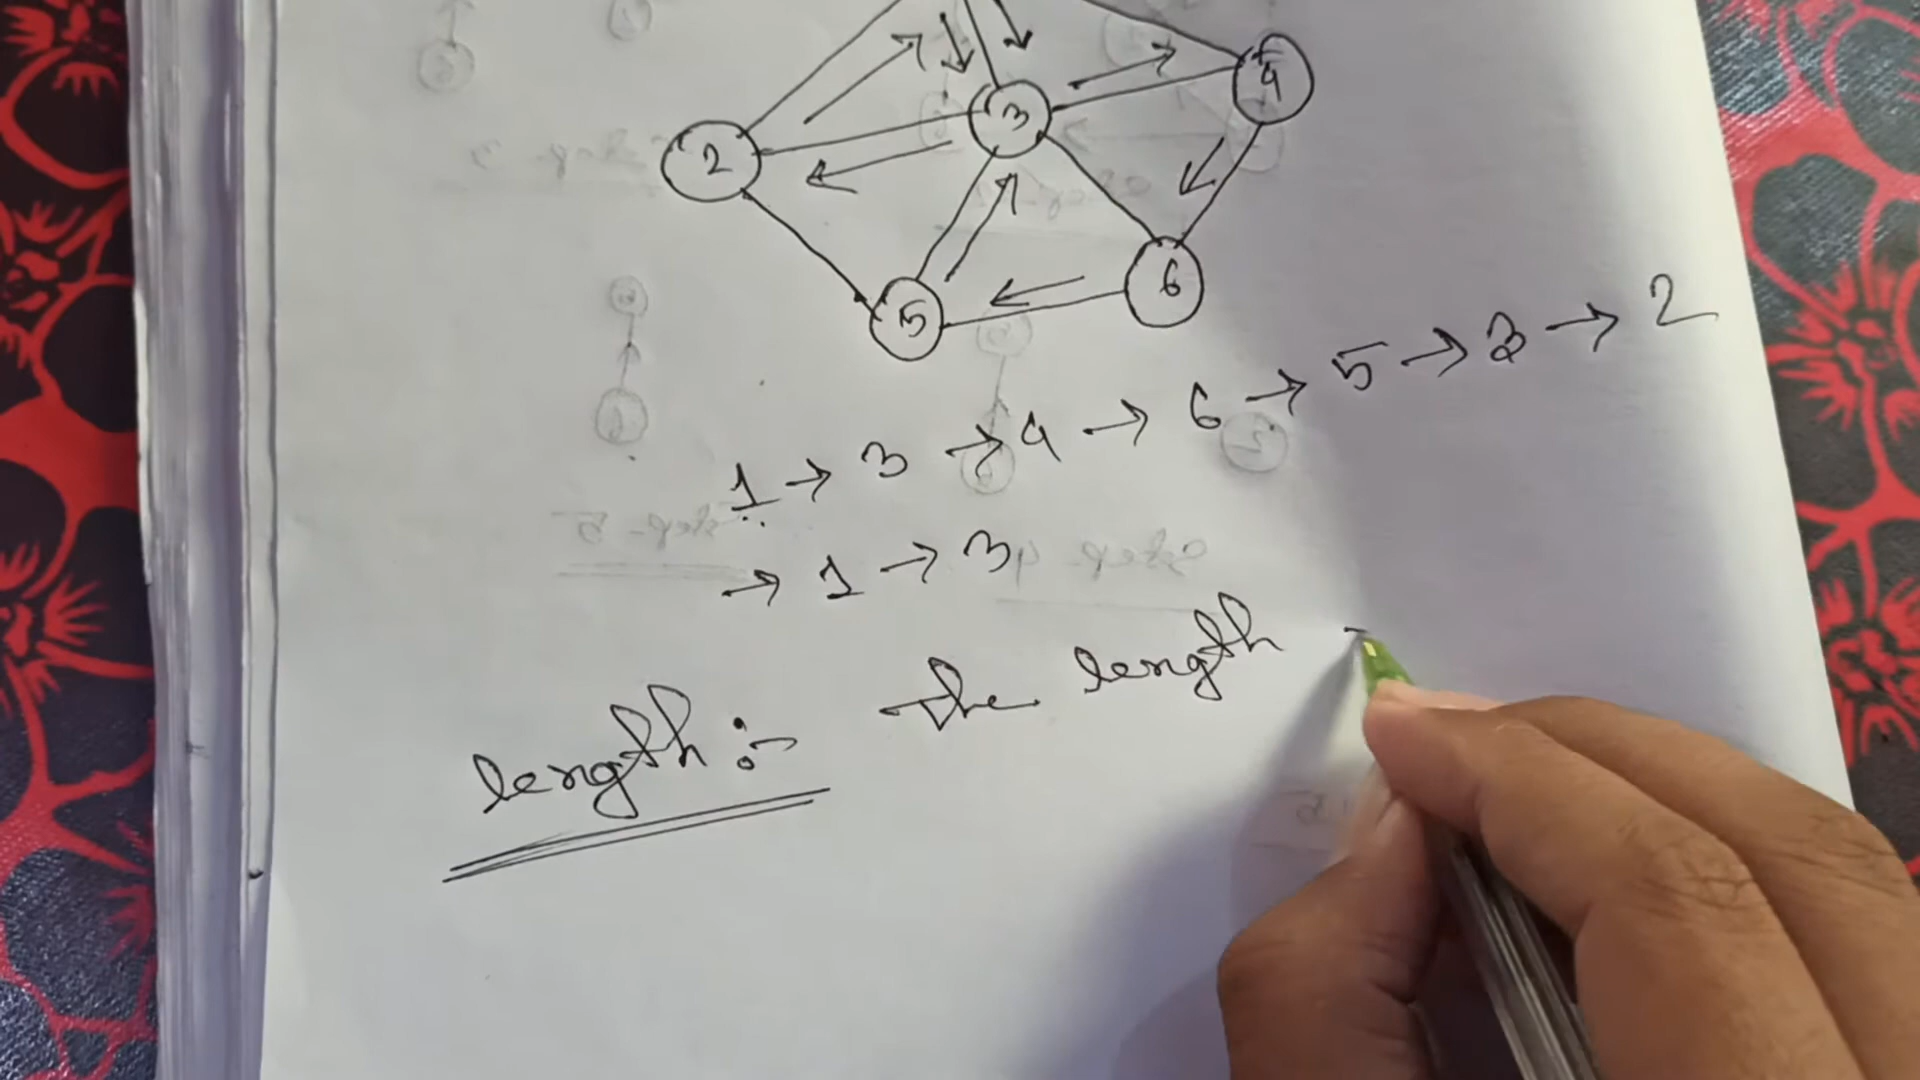 4
3
2
6
5
1 → 3 → 4 → 6 → 5 → 3 → 2
→ 1 → 3
length :- the length